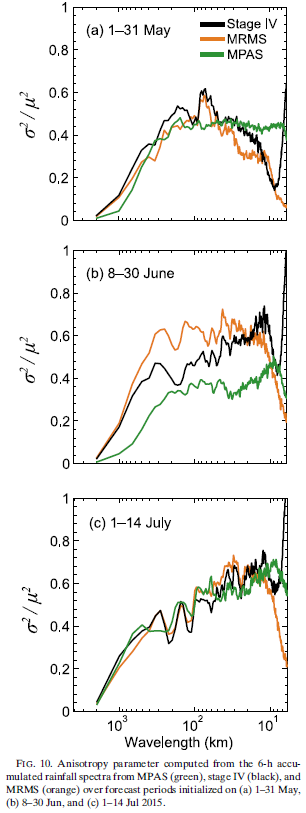 1
(a) 1–31 May
Stage IV
MRMS
MPAS
0.8
0.6
0.4
0.2
0
σ² / μ²
1
(b) 8–30 June
0.8
0.6
0.4
0.2
0
σ² / μ²
1
(c) 1–14 July
0.8
0.6
0.4
0.2
0
σ² / μ²
10³ 10² 10¹
Wavelength (km)
FIG. 10. Anisotropy parameter computed from the 6-h accu-
mulated rainfall spectra from MPAS (green), stage IV (black), and
MRMS (orange) over forecast periods initialized on (a) 1–31 May,
(b) 8–30 Jun, and (c) 1–14 Jul 2015.